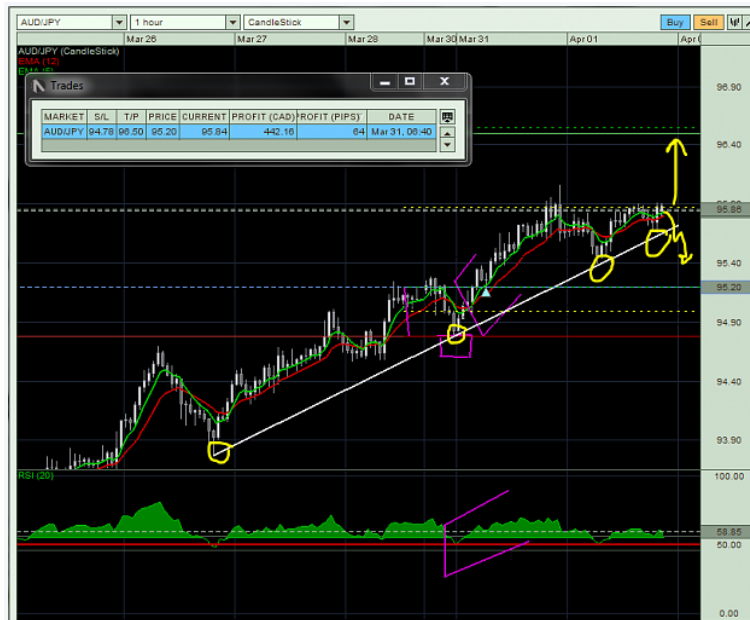 AUD/JPY 1 hour CandleStick Buy Sell
Mar 26 Mar 27 Mar 28 Mar 30 Mar 31 Apr 01
AUD/JPY (CandleStick)
EMA (12)
Trades
96.90
MARKET S/L T/P PRICE CURRENT PROFIT (CAD) PROFIT (PIPS) DATE
AUD/JPY 94.78 96.50 95.20 95.84 442.16 64 Mar 31, 06:40
96.40
95.86
95.40
95.20
94.90
94.40
93.90
RSI (20)
100.00
58.85
50.00
0.00